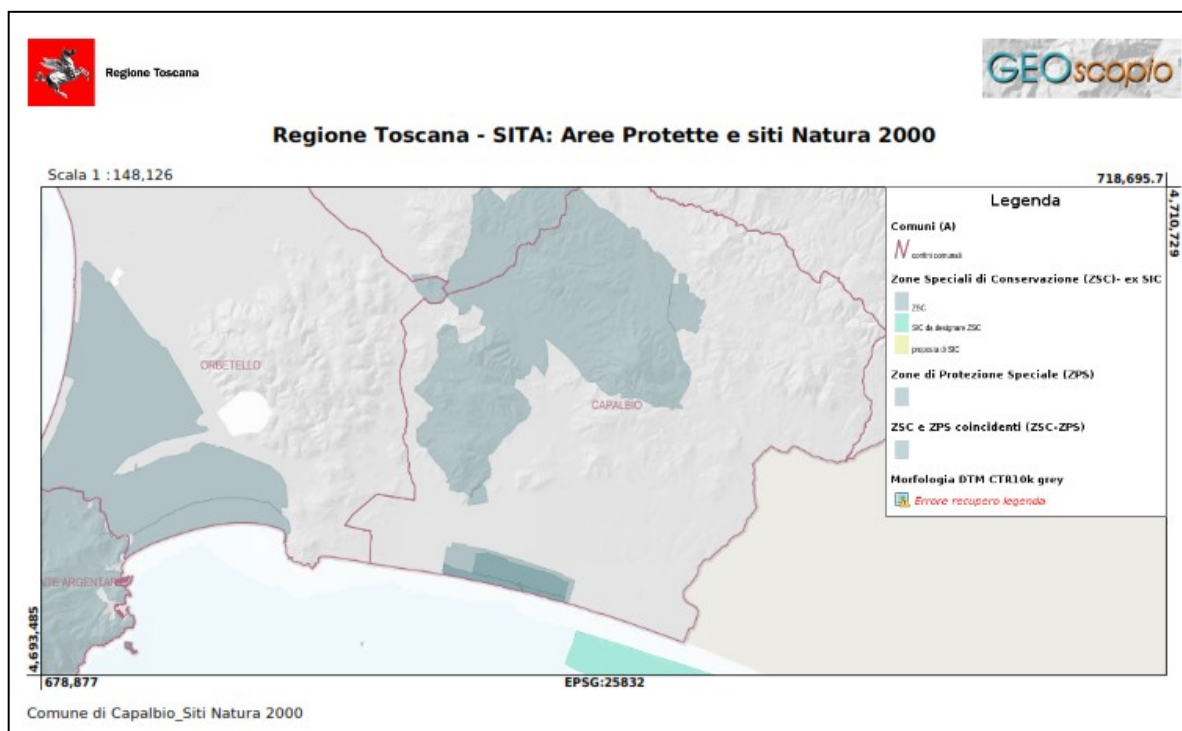 Regione Toscana
GEOscopio
Regione Toscana - SITA: Aree Protette e siti Natura 2000
Scala 1 :148,126
718,695.7
4,710,729
Legenda
Comuni (A)
confini comunali
Zone Speciali di Conservazione (ZSC)- ex SIC
ZSC
SIC da designare ZSC
proposta di SIC
Zone di Protezione Speciale (ZPS)
ZSC e ZPS coincidenti (ZSC-ZPS)
Morfologia DTM CTR10k grey
Errore recupero legenda
ORBETELLO
CAPALBIO
NTE ARGENTARIO
4,693,485
678,877
EPSG:25832
Comune di Capalbio_Siti Natura 2000